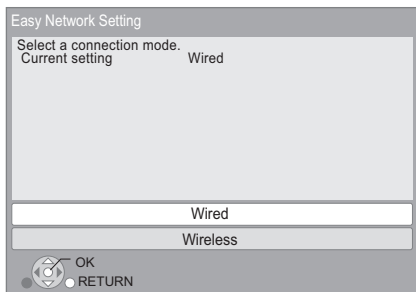 Easy Network Setting
Select a connection mode.
Current setting Wired
Wired
Wireless
OK
RETURN